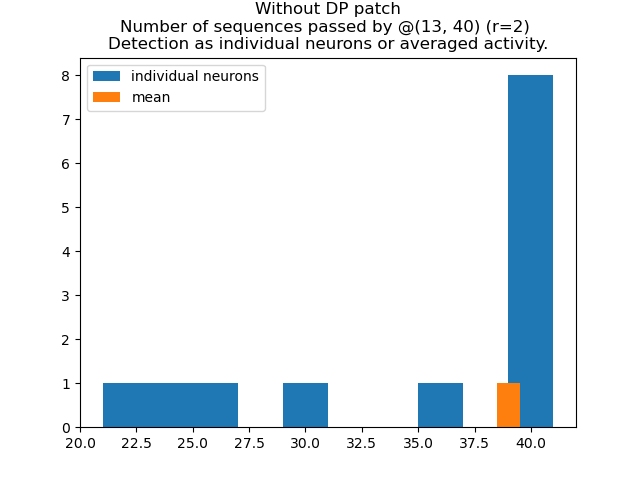 Without DP patch
Number of sequences passed by @(13, 40) (r=2)
Detection as individual neurons or averaged activity.
individual neurons
mean
8
7
6
5
4
3
2
1
0
20.0 22.5 25.0 27.5 30.0 32.5 35.0 37.5 40.0